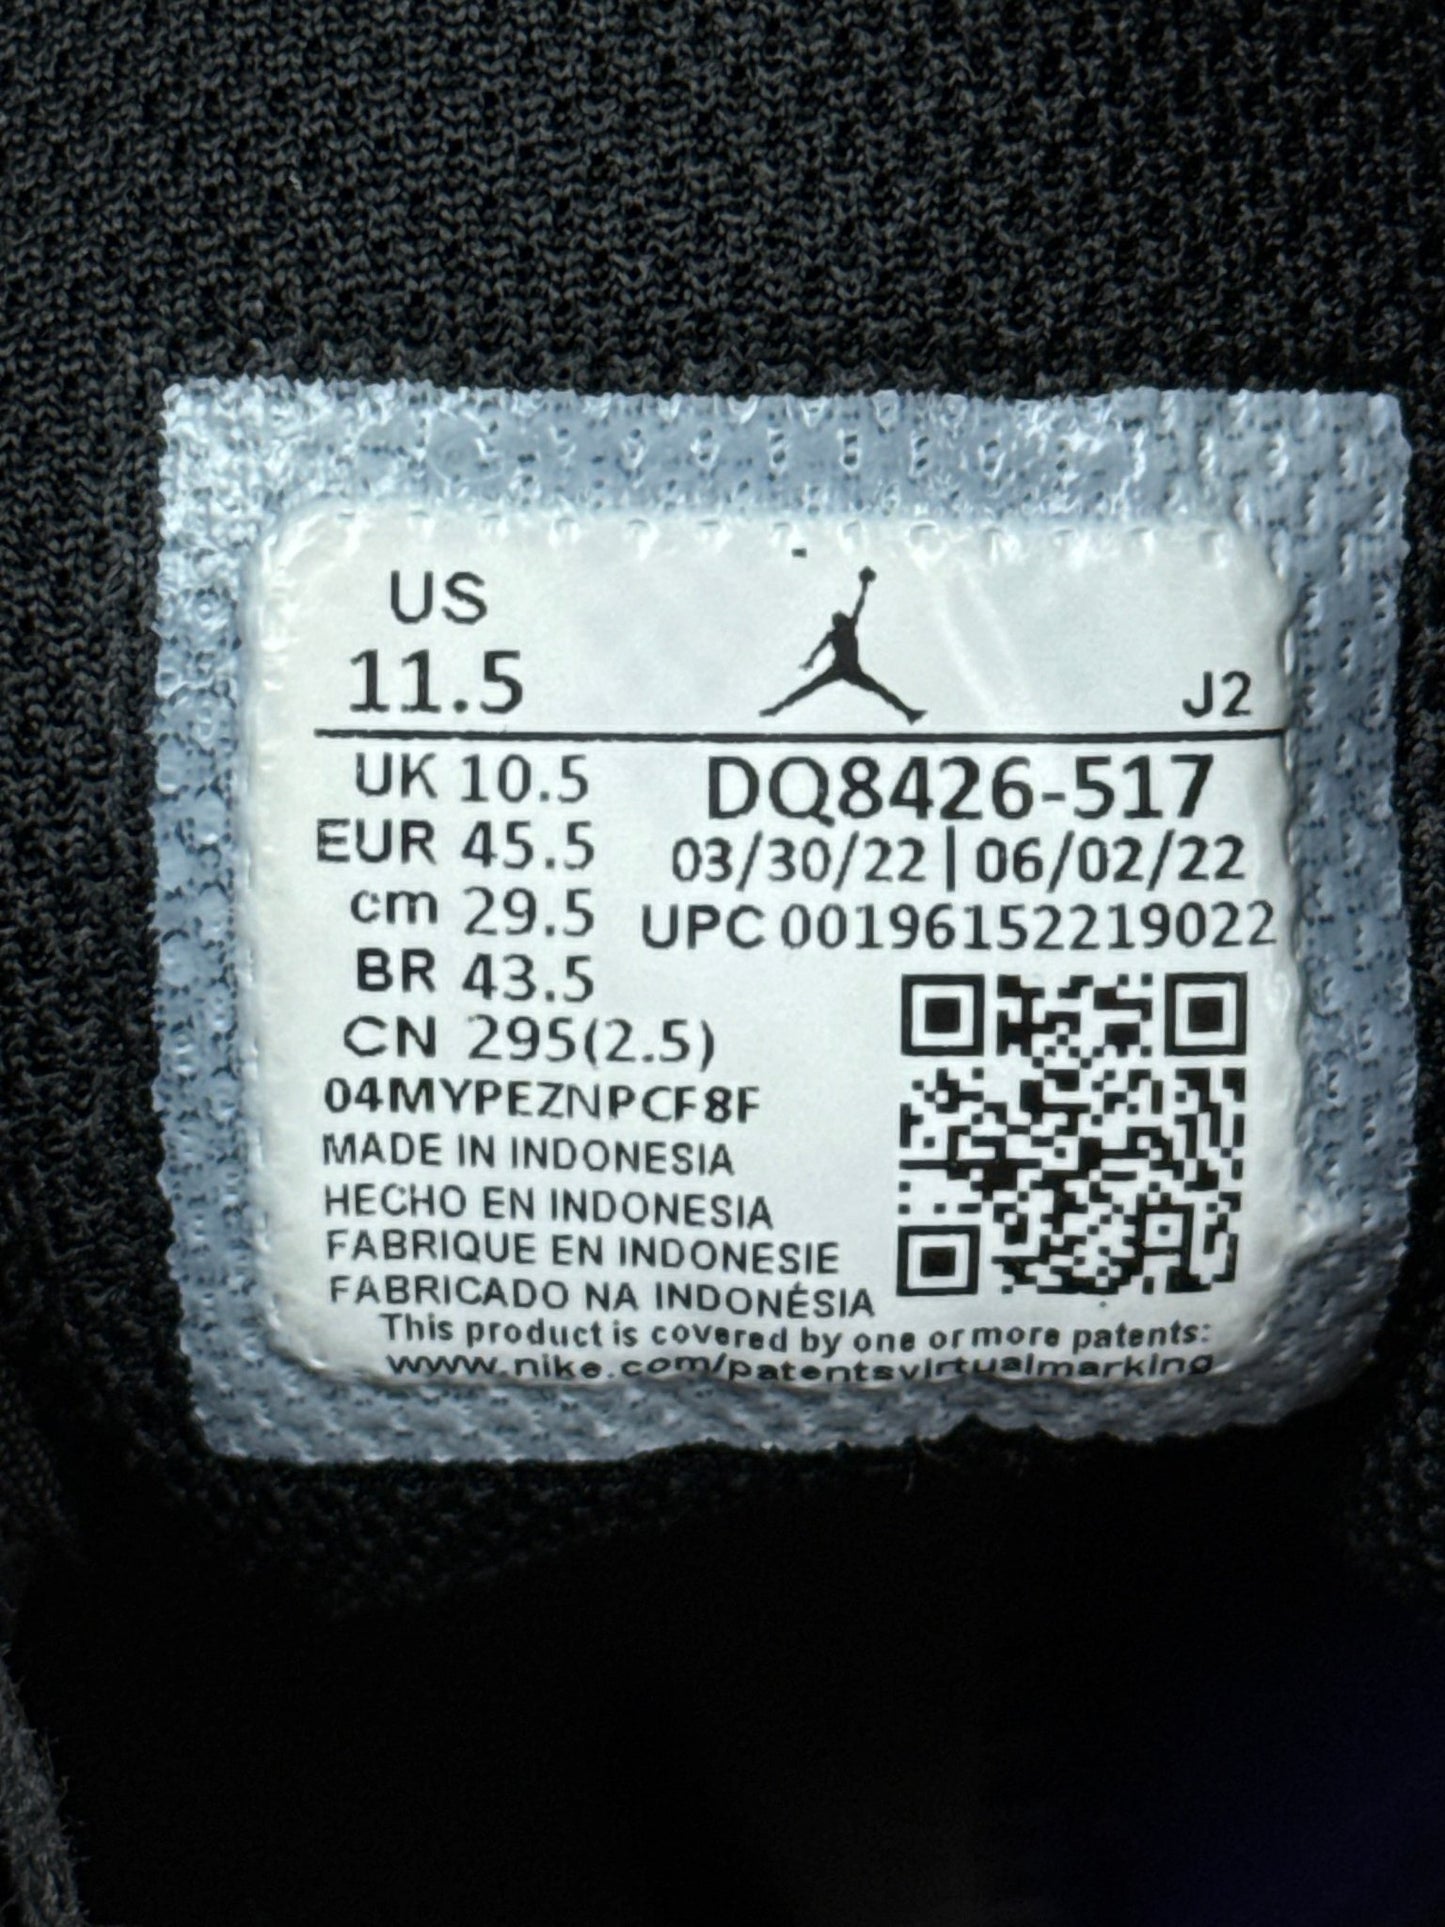 US
11.5
J2
UK 10.5
DQ8426-517
EUR 45.5
03/30/22 | 06/02/22
cm 29.5
UPC 00196152219022
BR 43.5
CN 295(2.5)
04MYPEZNPCF8F
MADE IN INDONESIA
HECHO EN INDONESIA
FABRIQUE EN INDONESIE
FABRICADO NA INDONÉSIA
This product is covered by one or more patents:
www.nike.com/patentsvirtualmarking